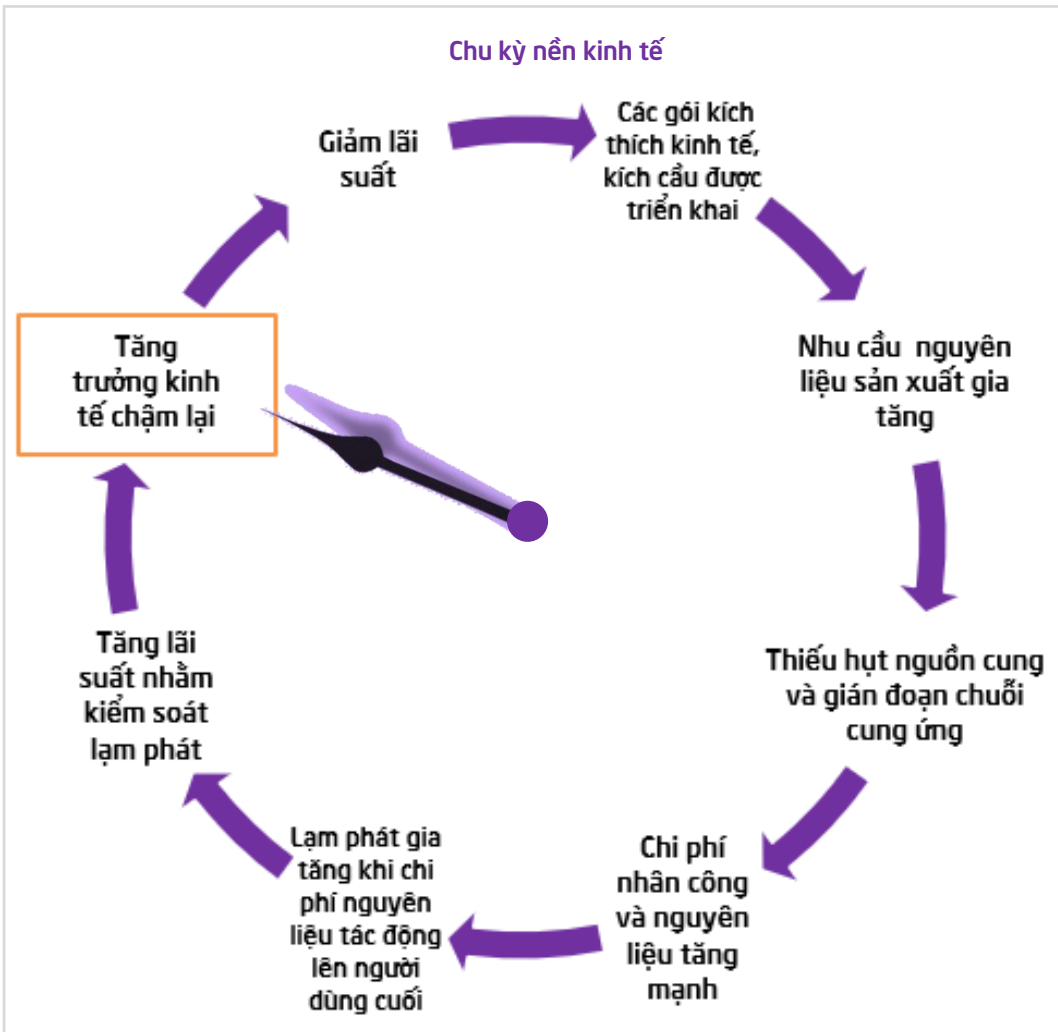 Chu kỳ nền kinh tế
Giảm lãi
suất
Các gói kích
thích kinh tế,
kích cầu được
triển khai
Nhu cầu nguyên
liệu sản xuất gia
tăng
Thiếu hụt nguồn cung
và gián đoạn chuỗi
cung ứng
Chi phí
nhân công
và nguyên
liệu tăng
mạnh
Lạm phát gia
tăng khi chi
phí nguyên
liệu tác động
lên người
dùng cuối
Tăng lãi
suất nhằm
kiểm soát
lạm phát
Tăng
trưởng kinh
tế chậm lại